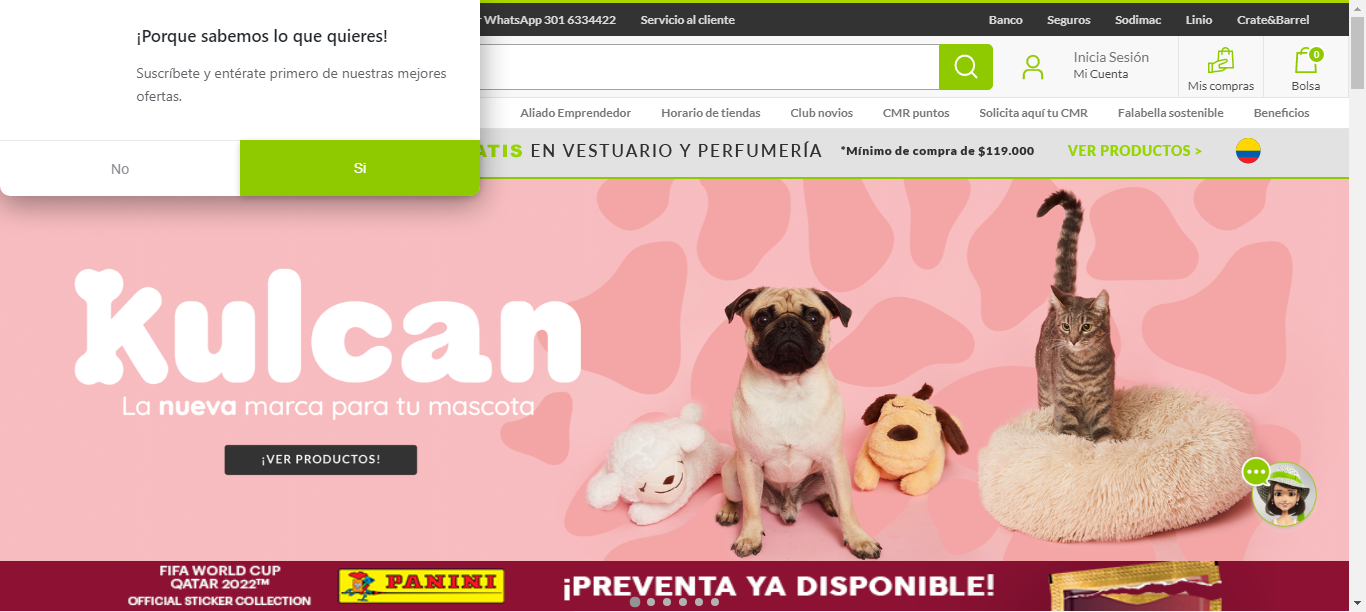 ¡Porque sabemos lo que quieres!
Suscríbete y entérate primero de nuestras mejores
ofertas.
No
Si
WhatsApp 301 6334422
Servicio al cliente
Banco
Seguros
Sodimac
Linio
Crate&Barrel
Inicia Sesión
Mi Cuenta
Mis compras
0
Bolsa
Aliado Emprendedor
Horario de tiendas
Club novios
CMR puntos
Solicita aquí tu CMR
Falabella sostenible
Beneficios
EN VESTUARIO Y PERFUMERÍA
*Mínimo de compra de $119.000
VER PRODUCTOS >
Kulcan
La nueva marca para tu mascota
¡VER PRODUCTOS!
FIFA WORLD CUP
QATAR 2022™
OFFICIAL STICKER COLLECTION
PANINI
¡PREVENTA YA DISPONIBLE!